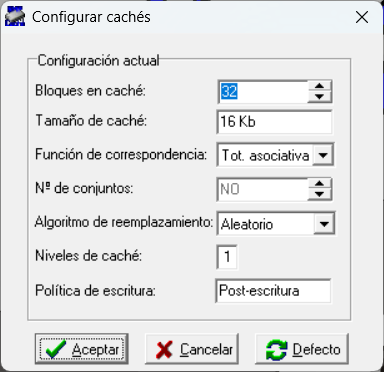 Configurar cachés
Configuración actual
Bloques en caché: 32
Tamaño de caché: 16 Kb
Función de correspondencia: Tot. asociativa
Nº de conjuntos: NO
Algoritmo de reemplazamiento: Aleatorio
Niveles de caché: 1
Política de escritura: Post-escritura
Aceptar Cancelar Defecto